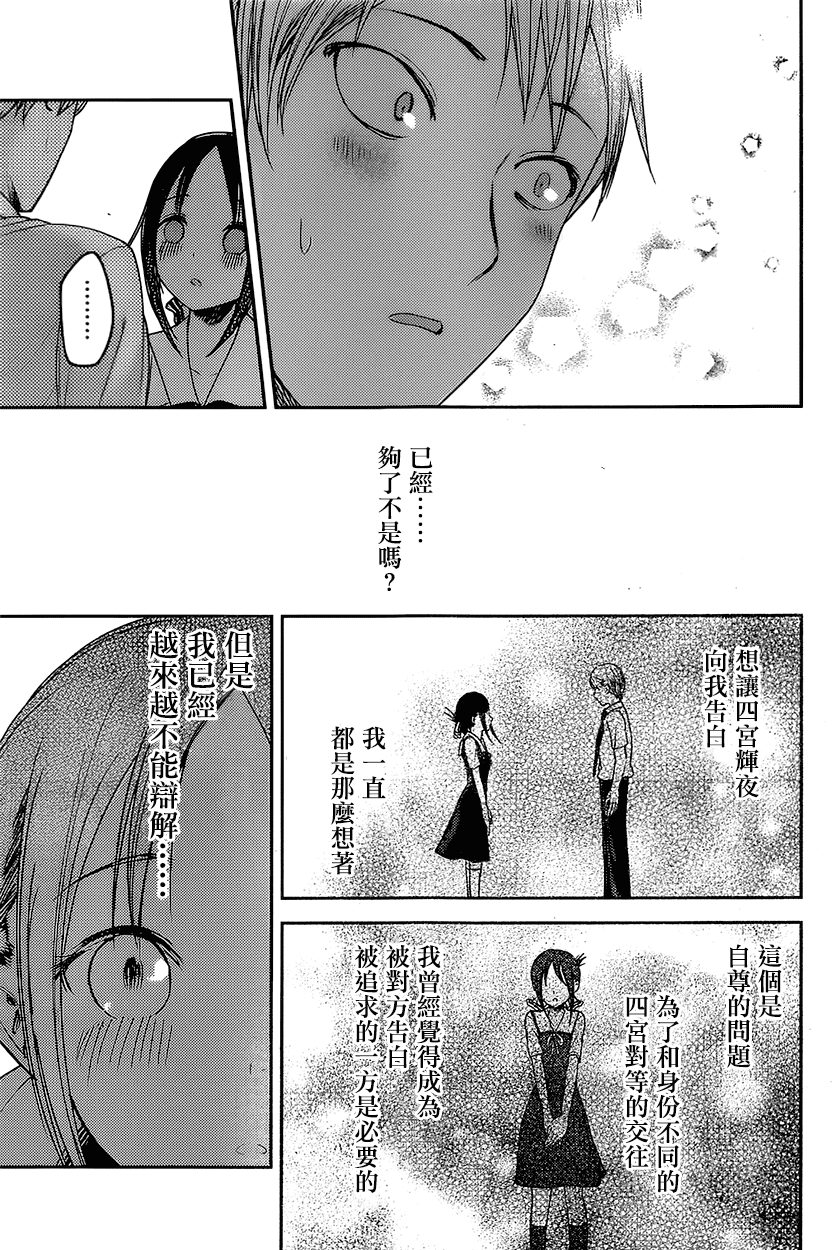 ⋯⋯
已經⋯⋯
夠了不是嗎？
想讓四宮輝夜
向我告白
我一直
都是那麼想著
這個是
自尊的問題
為了和身份不同的
四宮對等的交往
我曾經覺得成為
被對方告白
被追求的一方是必要的
但是
我已經
越來越不能辯解⋯⋯